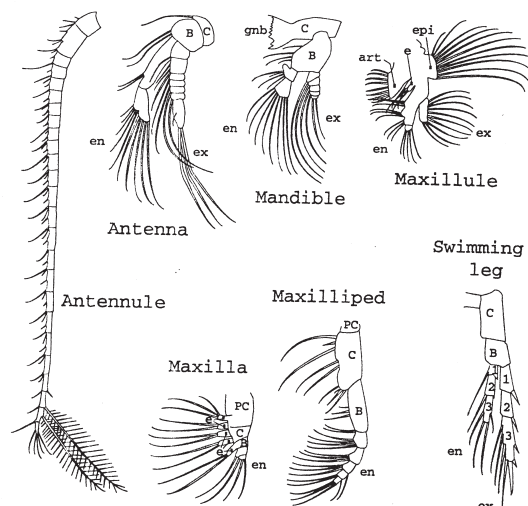 B
C
en
ex
Antenna
gnb
C
B
en
ex
Mandible
epi
art
e
en
ex
Maxillule
Antennule
Maxilla
PC
e
C
B
e
en
Maxilliped
PC
C
B
en
Swimming
leg
C
B
1
2
2
3
3
en
ex